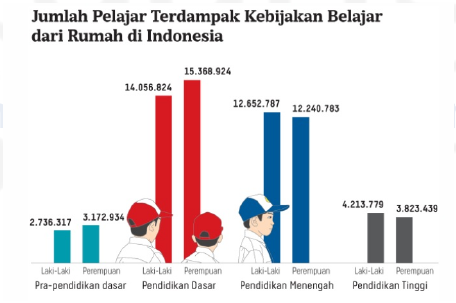 Jumlah Pelajar Terdampak Kebijakan Belajar
dari Rumah di Indonesia
2.736.317
3.172.934
14.056.824
15.368.924
12.652.787
12.240.783
4.213.779
3.823.439
Laki-Laki Perempuan Laki-Laki Perempuan Laki-Laki Perempuan Laki-Laki Perempuan
Pra-pendidikan dasar Pendidikan Dasar Pendidikan Menengah Pendidikan Tinggi